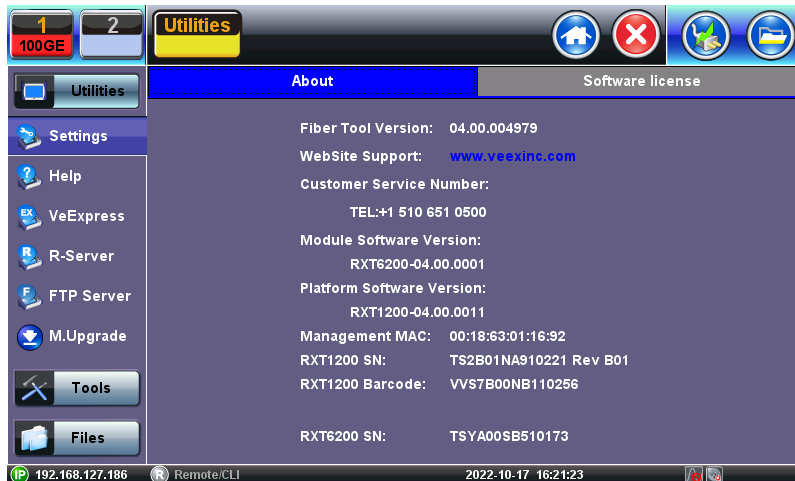 1 2 Utilities
100GE
Utilities
About Software license
Settings
Help
VeExpress
R-Server
FTP Server
M.Upgrade
Tools
Files
Fiber Tool Version: 04.00.004979
WebSite Support: www.veexinc.com
Customer Service Number:
TEL:+1 510 651 0500
Module Software Version:
RXT6200-04.00.0001
Platform Software Version:
RXT1200-04.00.0011
Management MAC: 00:18:63:01:16:92
RXT1200 SN: TS2B01NA910221 Rev B01
RXT1200 Barcode: VVS7B00NB110256
RXT6200 SN: TSYA00SB510173
IP 192.168.127.186 R Remote/CLI 2022-10-17 16:21:23